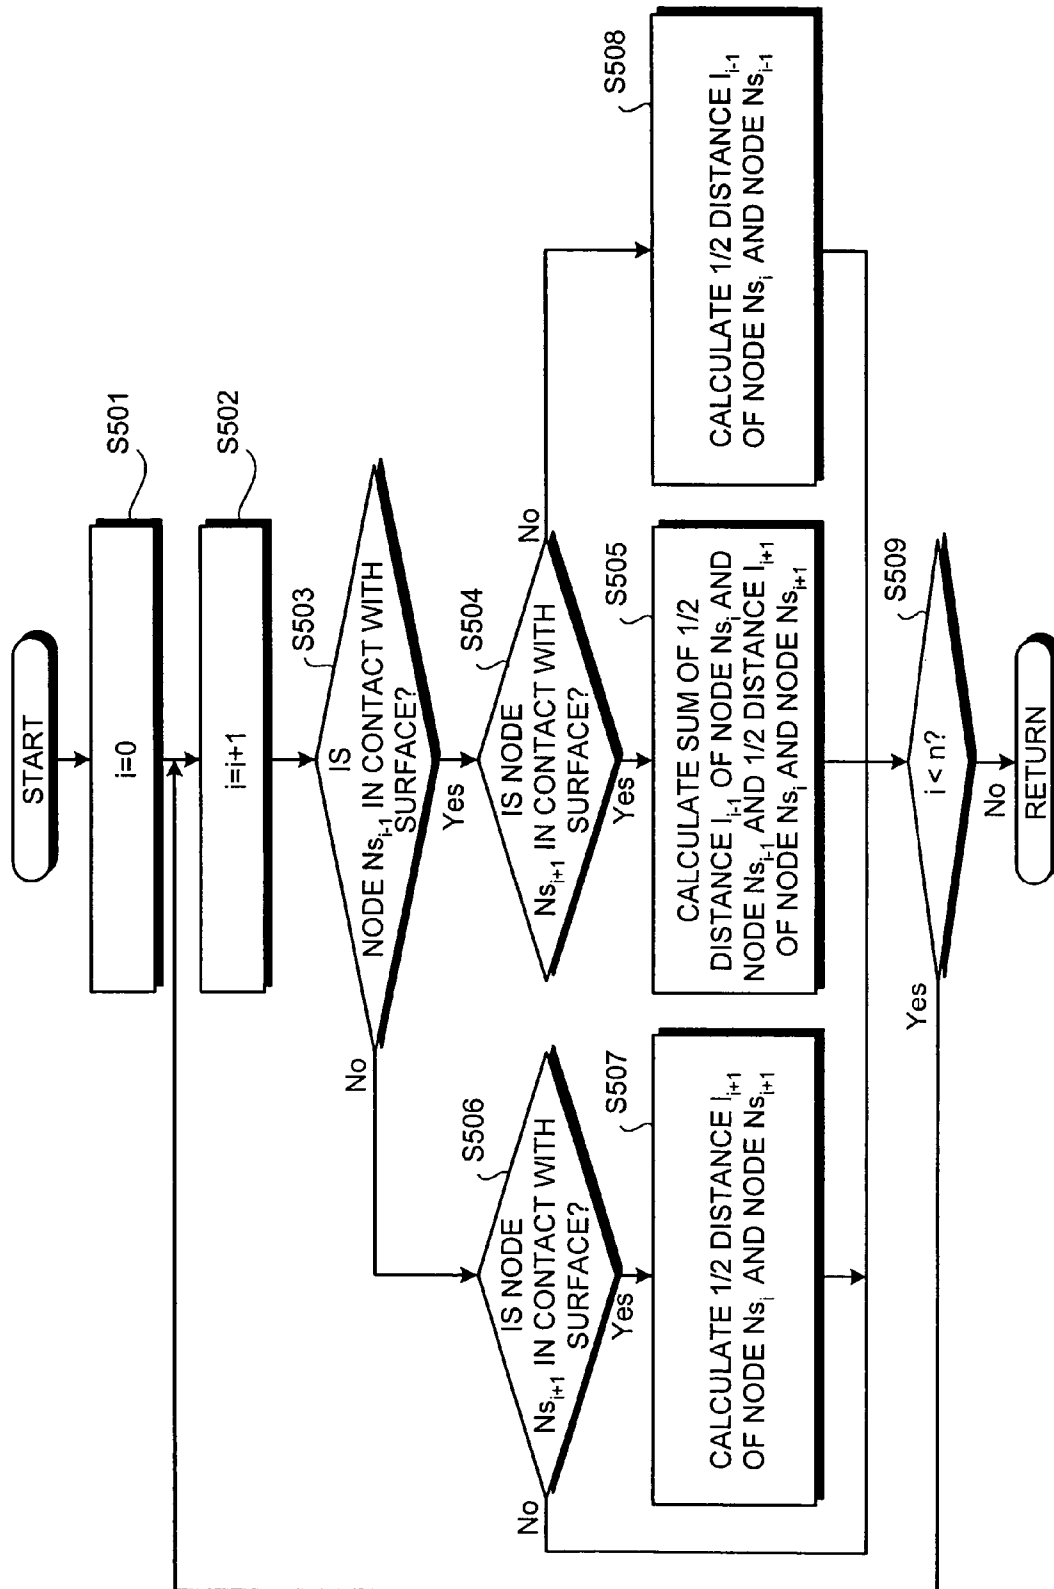 START
i=0
S501
i=i+1
S502
IS
NODE Ns_{i-1} IN CONTACT WITH
SURFACE?
S503
No
Yes
IS NODE
Ns_{i+1} IN CONTACT WITH
SURFACE?
S506
No
Yes
IS NODE
Ns_{i+1} IN CONTACT WITH
SURFACE?
S504
No
Yes
CALCULATE 1/2 DISTANCE I_{i+1}
OF NODE Ns_i AND NODE Ns_{i+1}
S507
CALCULATE SUM OF 1/2
DISTANCE I_{i-1} OF NODE Ns_i AND
NODE Ns_{i-1} AND 1/2 DISTANCE I_{i+1}
OF NODE Ns_i AND NODE Ns_{i+1}
S505
CALCULATE 1/2 DISTANCE I_{i-1}
OF NODE Ns_i AND NODE Ns_{i-1}
S508
i < n?
S509
Yes
No
RETURN